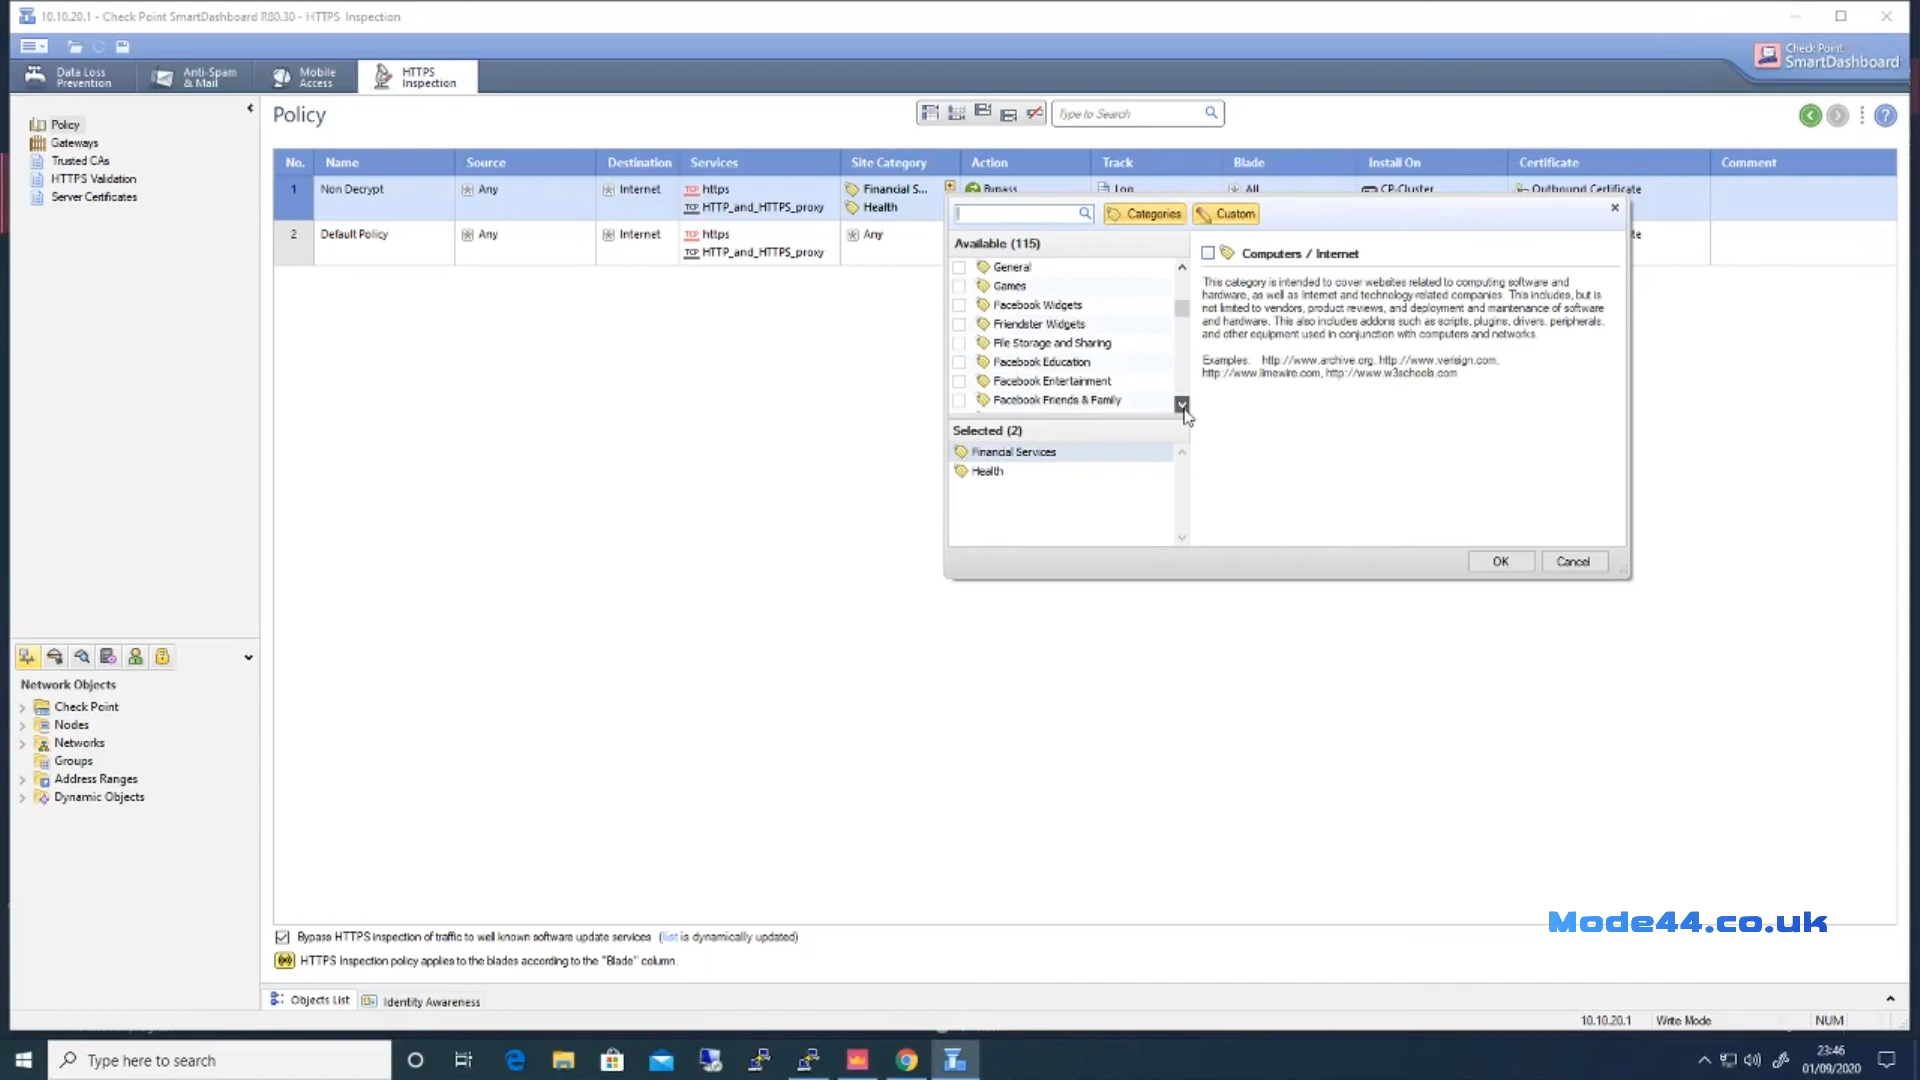 10.10.20.1 - Check Point SmartDashboard R80.30 - HTTPS Inspection
Check Point
SmartDashboard
Data Loss
Prevention
Anti-Spam
& Mail
Mobile
Access
HTTPS
Inspection
Policy
Gateways
Trusted CAs
HTTPS Validation
Server Certificates
Policy
Type to Search
No. Name Source Destination Services Site Category Action Track Blade Install On Certificate Comment
1 Non Decrypt Any Internet https Financial S... Bypass Log All CP-Cluster Outbound Certificate
HTTP_and_HTTPS_proxy Health
2 Default Policy Any Internet https Any
HTTP_and_HTTPS_proxy
Categories Custom
Available (115)
General
Games
Facebook Widgets
Friendster Widgets
File Storage and Sharing
Facebook Education
Facebook Entertainment
Facebook Friends & Family
Selected (2)
Financial Services
Health
Computers / Internet
This category is intended to cover websites related to computing software and
hardware, as well as Internet and technology-related companies. This includes, but is
not limited to vendors, product reviews, and deployment and maintenance of software
and hardware. This also includes addons such as scripts, plugins, drivers, peripherals,
and other equipment used in conjunction with computers and networks.
Examples: http://www.archive.org, http://www.verisign.com,
http://www.limewire.com, http://www.w3schools.com
OK Cancel
Network Objects
Check Point
Nodes
Networks
Groups
Address Ranges
Dynamic Objects
Mode44.co.uk
Bypass HTTPS inspection of traffic to well known software update services (list is dynamically updated)
HTTPS Inspection policy applies to the blades according to the "Blade" column.
Objects List Identity Awareness
10.10.20.1 Write Mode NUM
Type here to search
23:46
01/09/2020